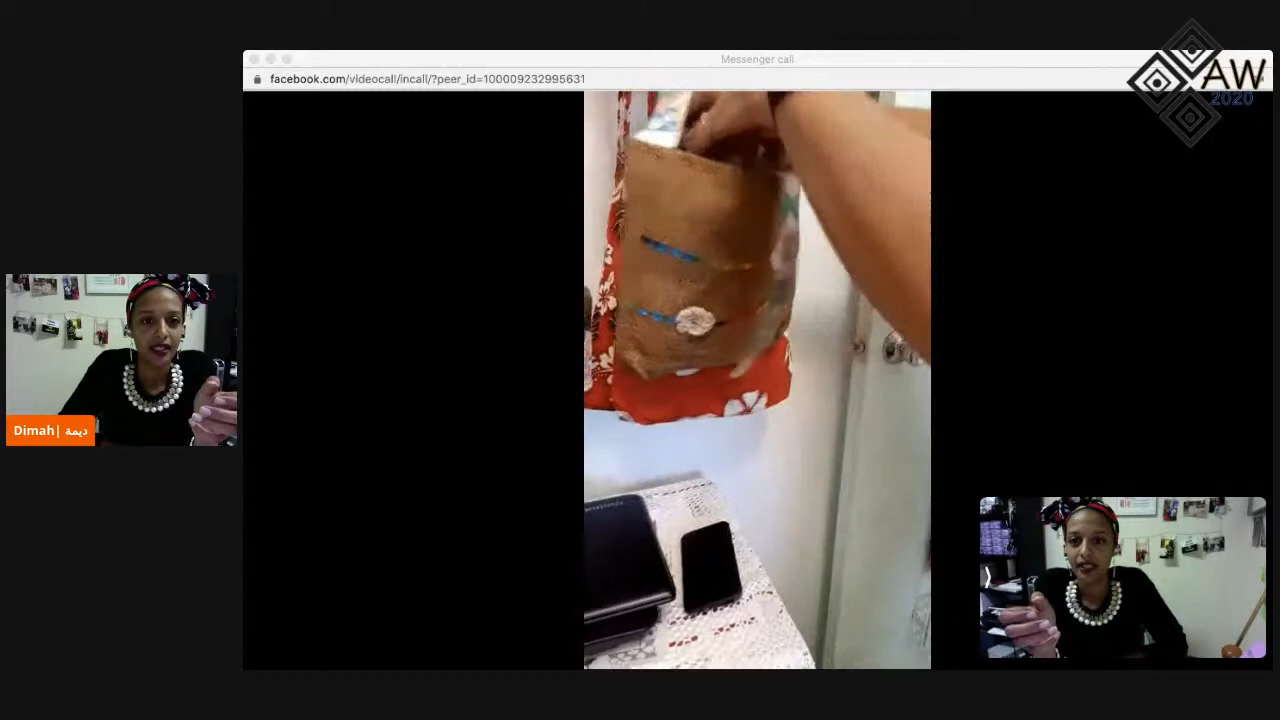 Messenger call
facebook.com/videocall/incall/?peer_id=100009232995631
AW
2020
Dimah| ديمة